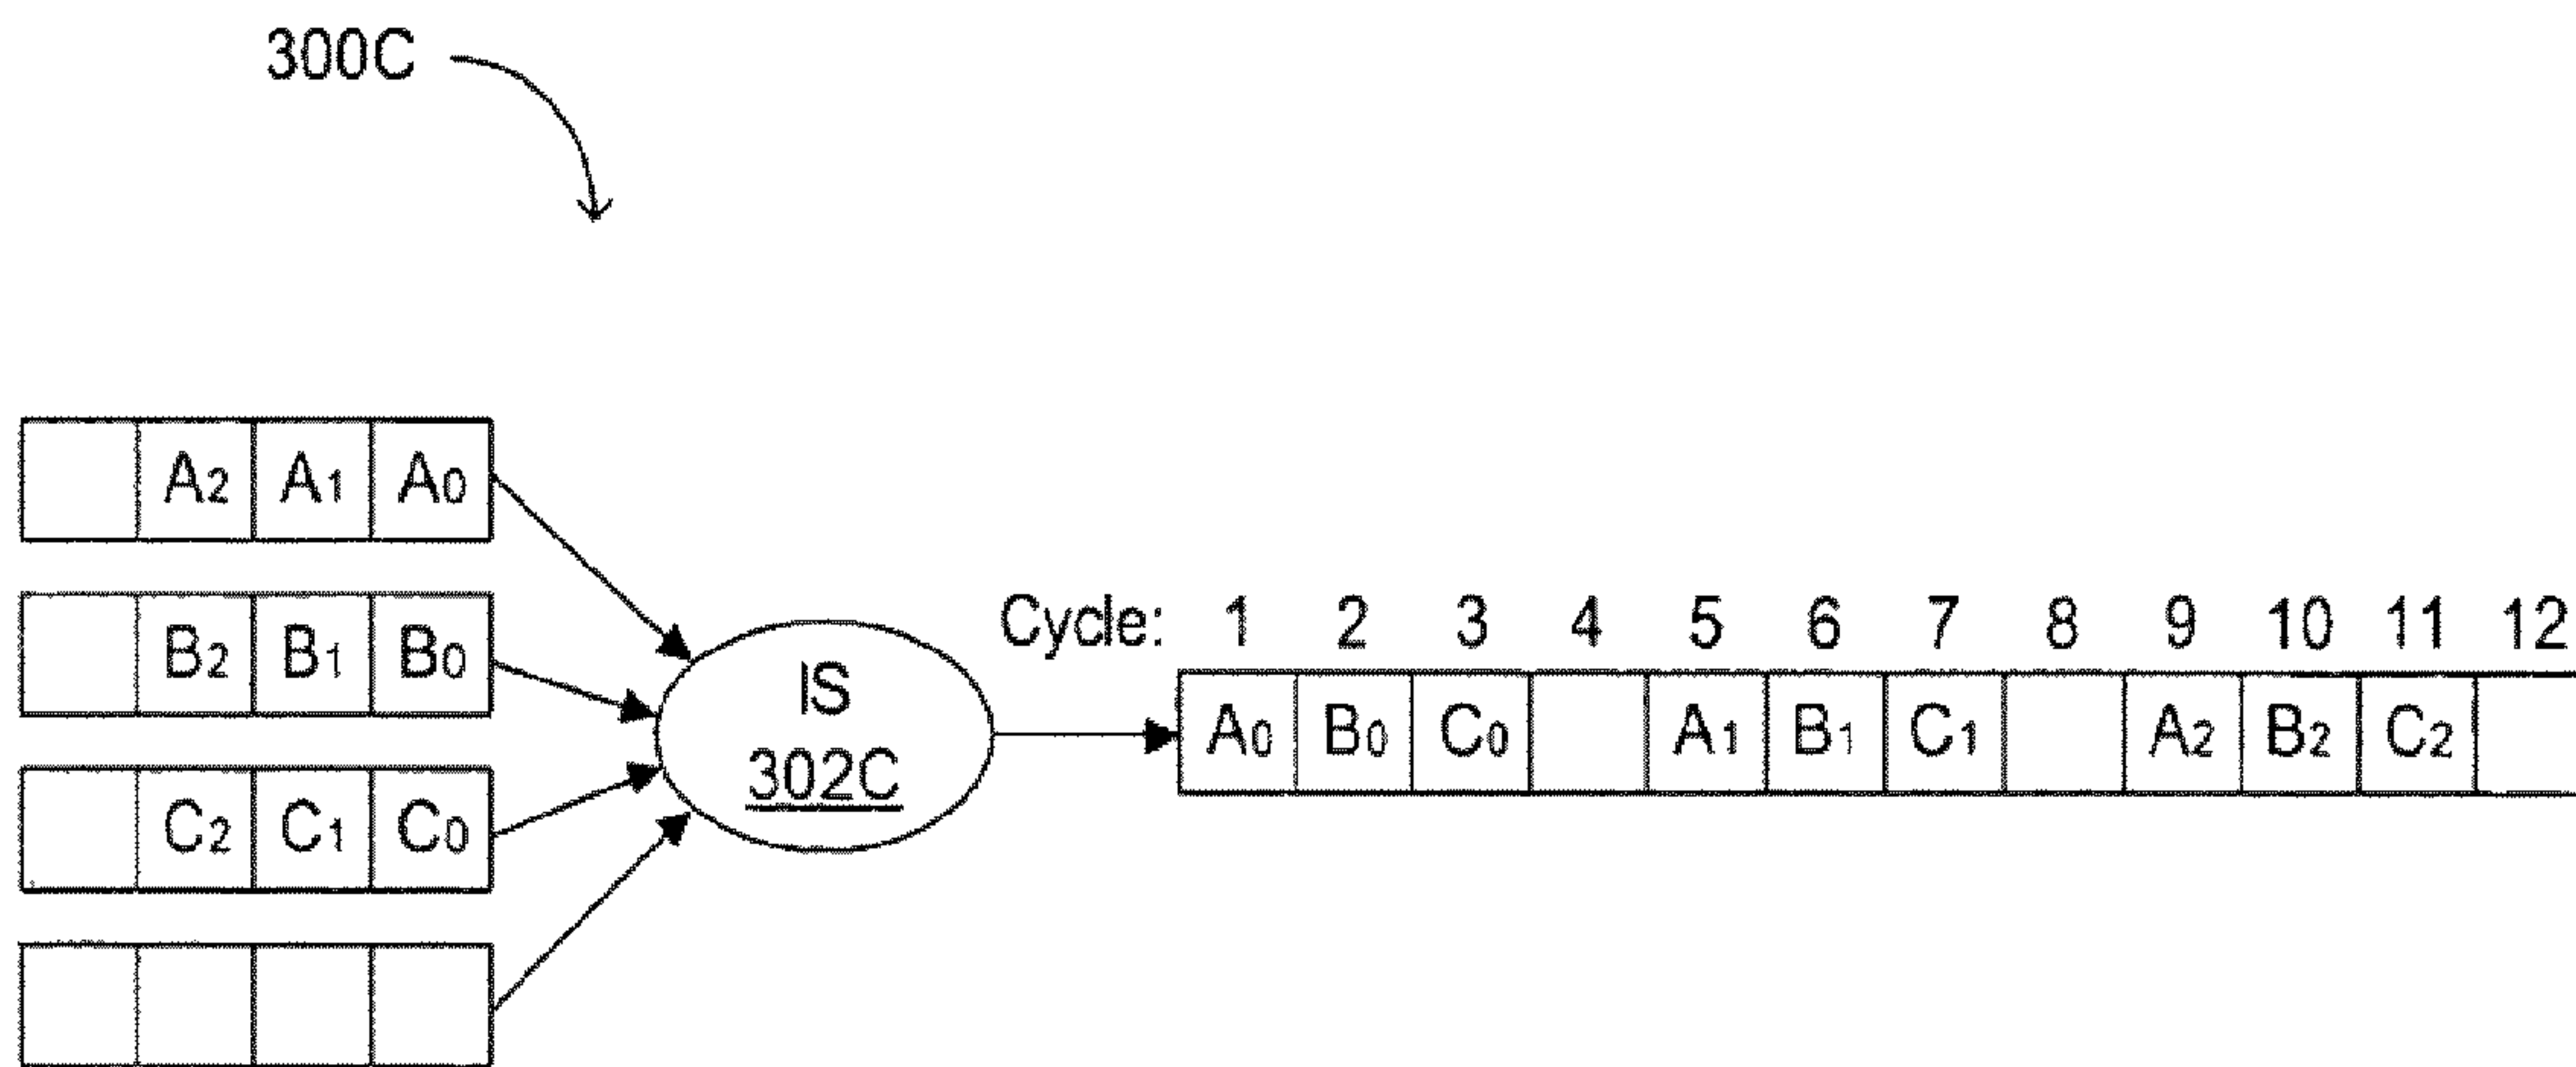 300C
A2 A1 A0
B2 B1 B0
C2 C1 C0
IS
302C
Cycle: 1 2 3 4 5 6 7 8 9 10 11 12
A0 B0 C0 A1 B1 C1 A2 B2 C2